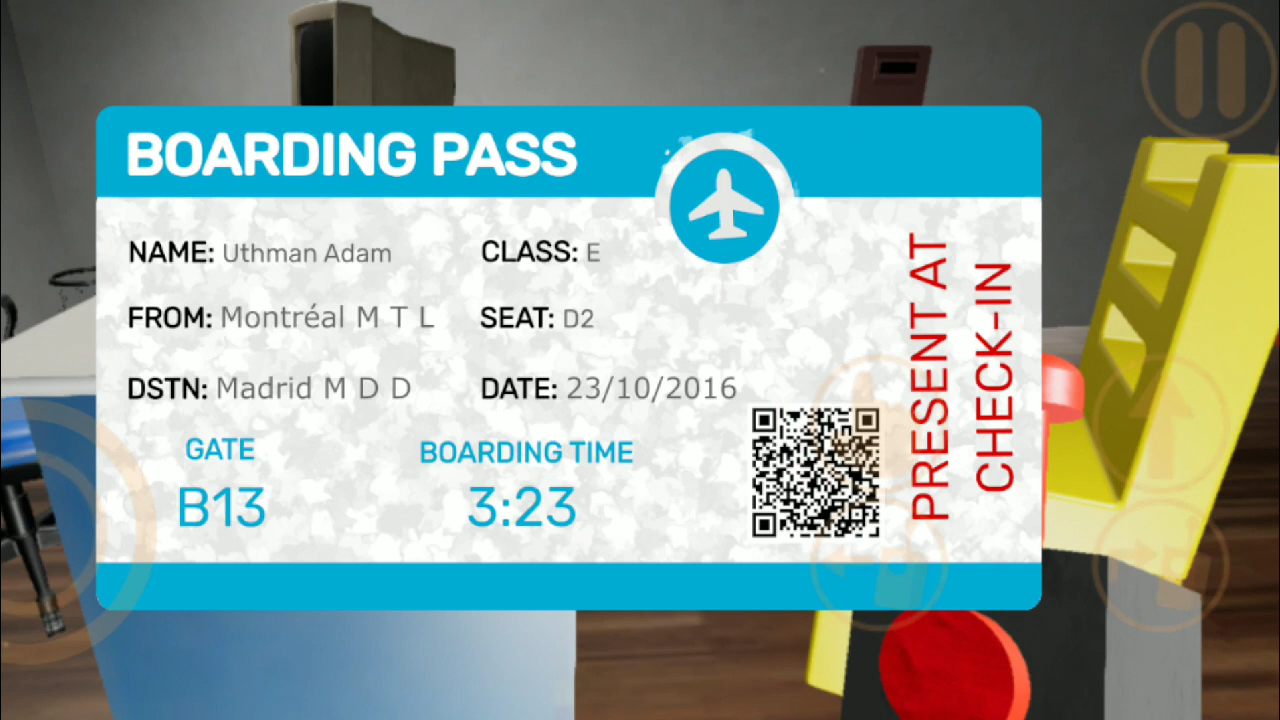 BOARDING PASS
NAME: Uthman Adam
CLASS: E
FROM: Montréal M T L
SEAT: D2
DSTN: Madrid M D D
DATE: 23/10/2016
GATE
BOARDING TIME
B13
3:23
PRESENT AT
CHECK-IN